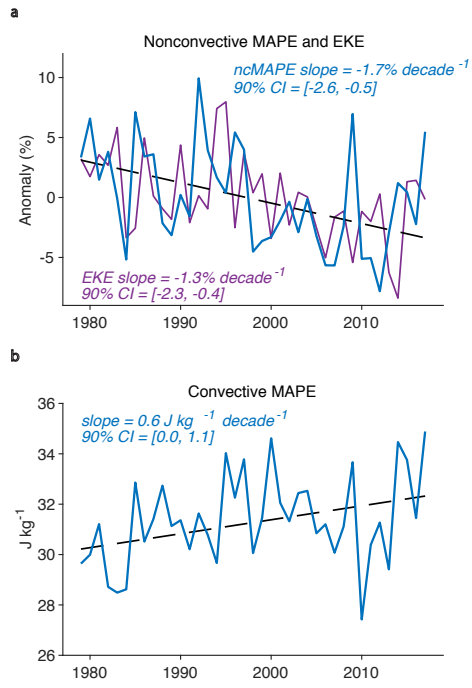 a
Nonconvective MAPE and EKE
ncMAPE slope = -1.7% decade⁻¹
90% CI = [-2.6, -0.5]
10
5
0
-5
Anomaly (%)
EKE slope = -1.3% decade⁻¹
90% CI = [-2.3, -0.4]
1980 1990 2000 2010
b
Convective MAPE
slope = 0.6 J kg ⁻¹ decade⁻¹
90% CI = [0.0, 1.1]
36
34
32
30
28
26
J kg⁻¹
1980 1990 2000 2010